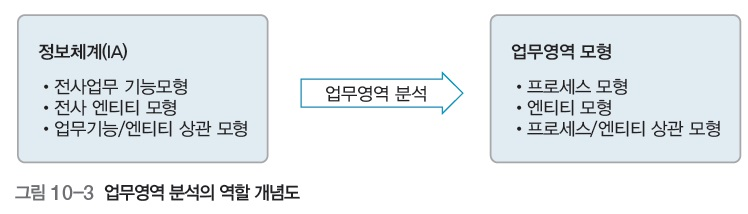 정보체계(IA)
• 전사업무 기능모형
• 전사 엔티티 모형
• 업무기능/엔티티 상관 모형
업무영역 분석
업무영역 모형
• 프로세스 모형
• 엔티티 모형
• 프로세스/엔티티 상관 모형
그림 10-3 업무영역 분석의 역할 개념도